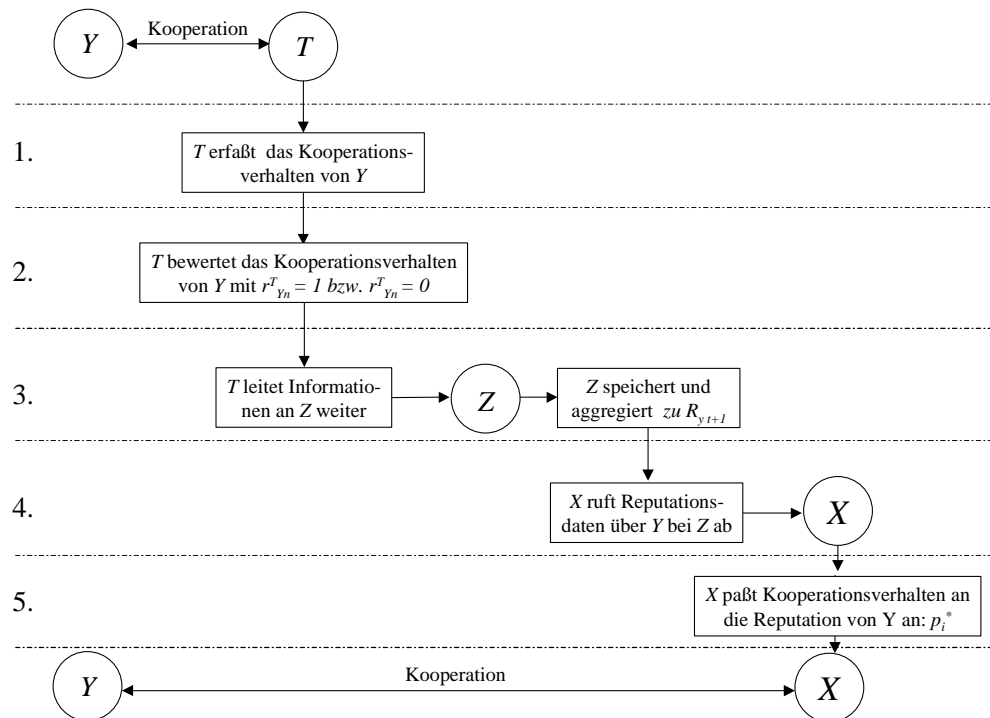 Kooperation
Y
T
1.
T erfaßt das Kooperations-
verhalten von Y
2.
T bewertet das Kooperationsverhalten
von Y mit r^T_Yn = 1 bzw. r^T_Yn = 0
3.
T leitet Informatio-
nen an Z weiter
Z
Z speichert und
aggregiert zu R_y t+1
4.
X ruft Reputations-
daten über Y bei Z ab
X
5.
X paßt Kooperationsverhalten an
die Reputation von Y an: p_i^*
Kooperation
Y
X